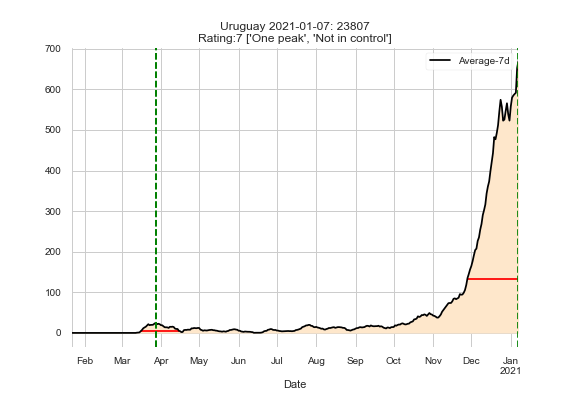 Uruguay 2021-01-07: 23807
Rating:7 ['One peak', 'Not in control']
Average-7d
700
600
500
400
300
200
100
0
Feb Mar Apr May Jun Jul Aug Sep Oct Nov Dec Jan
2021
Date